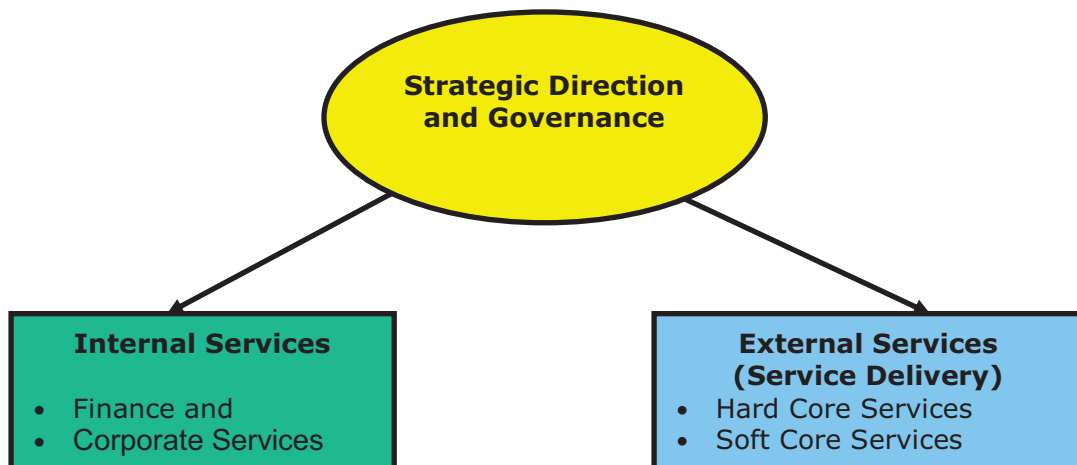 Strategic Direction
and Governance
Internal Services
• Finance and
• Corporate Services
External Services
(Service Delivery)
• Hard Core Services
• Soft Core Services